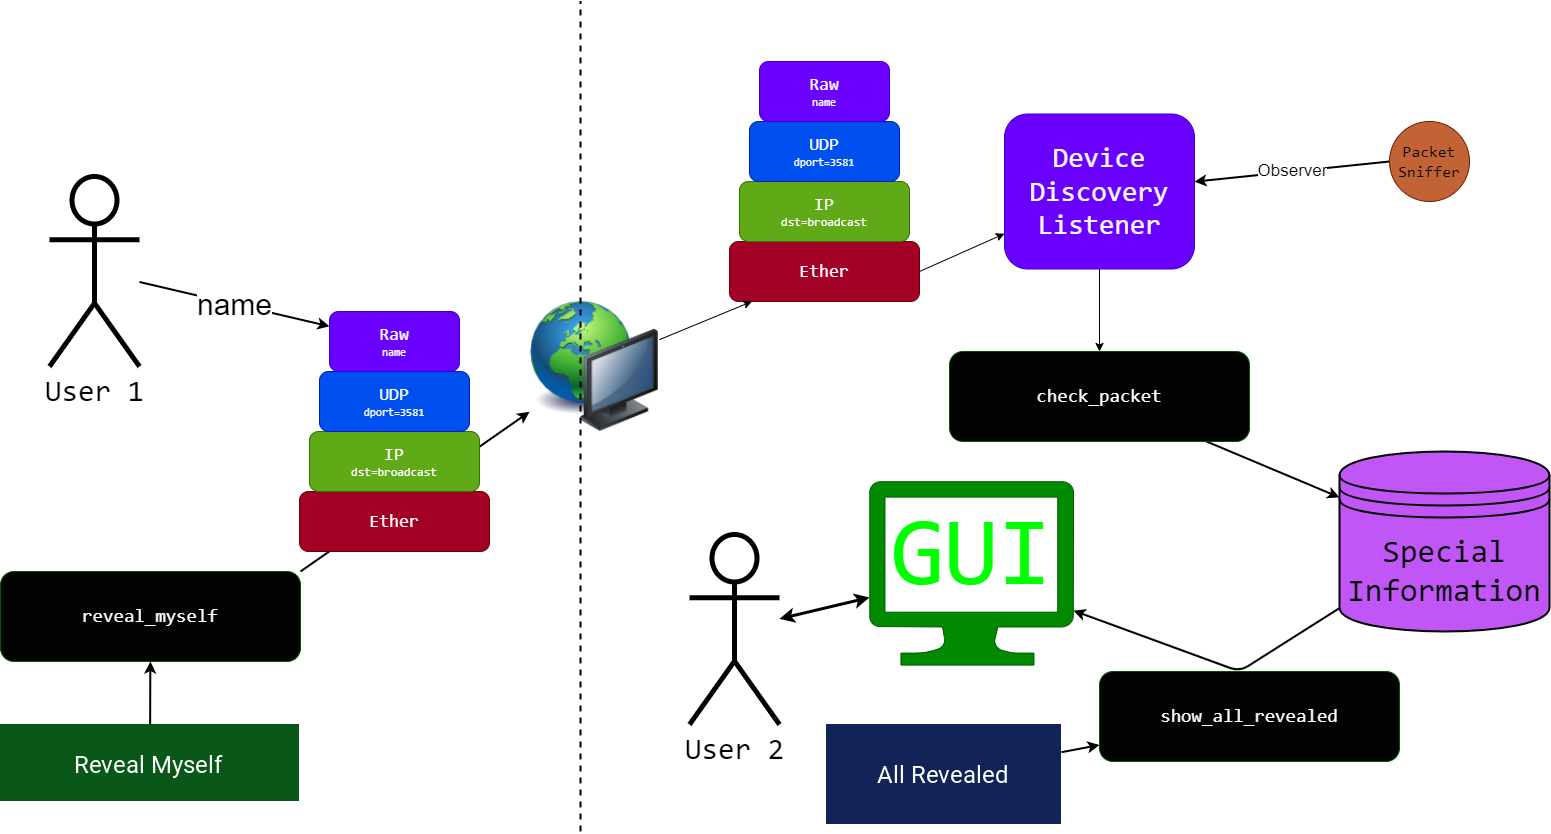 User 1
name
Raw
name
UDP
dport=3581
IP
dst=broadcast
Ether
reveal_myself
Reveal Myself
Raw
name
UDP
dport=3581
IP
dst=broadcast
Ether
Device
Discovery
Listener
Observer
Packet
Sniffer
check_packet
Special
Information
GUI
User 2
show_all_revealed
All Revealed